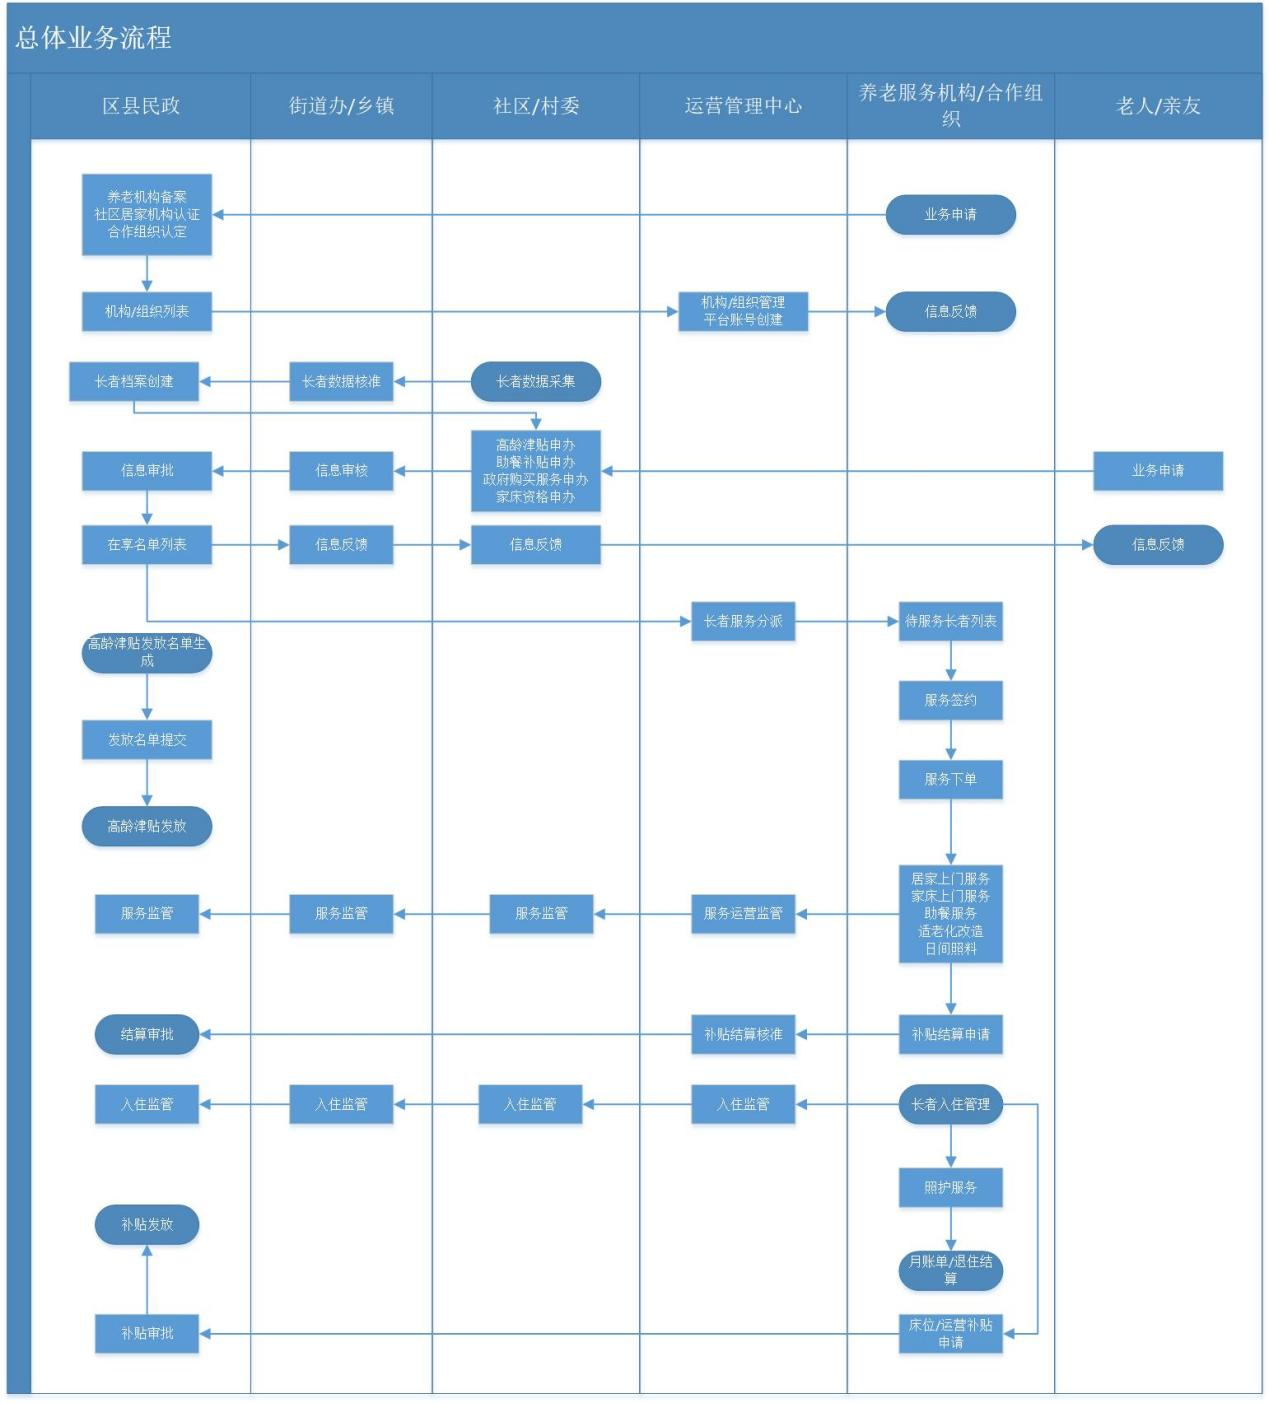 总体业务流程
区县民政
街道办/乡镇
社区/村委
运营管理中心
养老服务机构/合作组
织
老人/亲友
养老机构备案
社区居家机构认证
合作组织认定
业务申请
机构/组织列表
机构/组织管理
平台账号创建
信息反馈
长者档案创建
长者数据核准
长者数据采集
信息审批
信息审核
高龄津贴申办
助餐补贴申办
政府购买服务申办
家床资格申办
业务申请
在享名单列表
信息反馈
信息反馈
信息反馈
长者服务分派
待服务长者列表
高龄津贴发放名单生
成
服务签约
发放名单提交
服务下单
高龄津贴发放
服务监管
服务监管
服务监管
服务运营监管
居家上门服务
家床上门服务
助餐服务
适老化改造
日间照料
结算审批
补贴结算核准
补贴结算申请
入住监管
入住监管
入住监管
入住监管
长者入住管理
照护服务
补贴发放
月账单/退住结
算
补贴审批
床位/运营补贴
申请